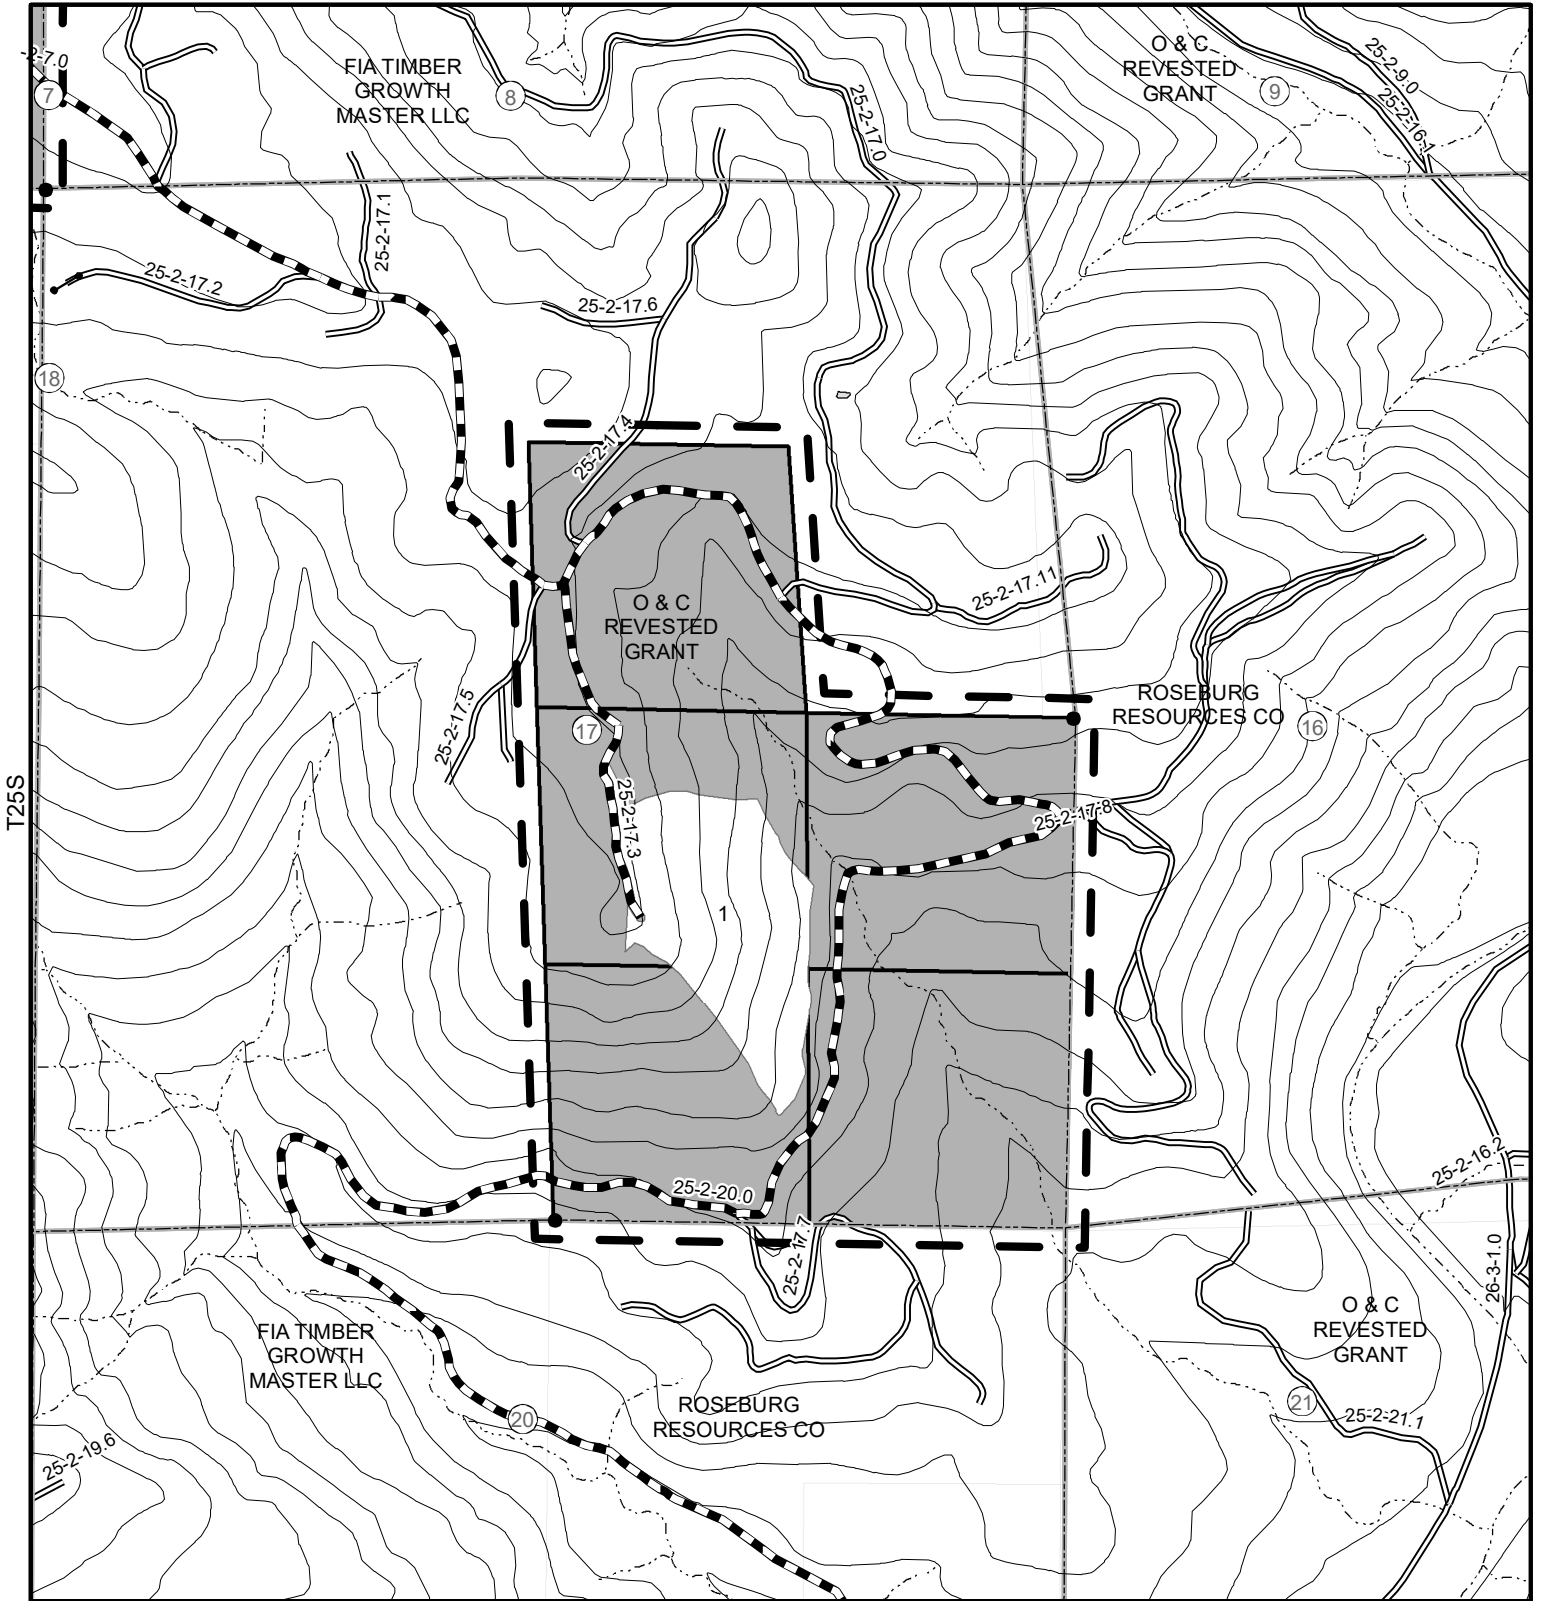 -2-7.0
7
FIA TIMBER
GROWTH
MASTER LLC
8
25-2-17.0
O & C
REVESTED
GRANT
9
25-2-9.0
25-2-16.1
25-2-17.1
25-2-17.2
25-2-17.6
18
25-2-17.4
25-2-17.11
O & C
REVESTED
GRANT
25-2-17.5
17
ROSEBURG
RESOURCES CO
16
T25S
25-2-17.3
25-2-17.8
1
25-2-16.2
25-2-20.0
25-2-17.7
26-3-1.0
FIA TIMBER
GROWTH
MASTER LLC
O & C
REVESTED
GRANT
ROSEBURG
RESOURCES CO
20
21
25-2-21.1
25-2-19.6